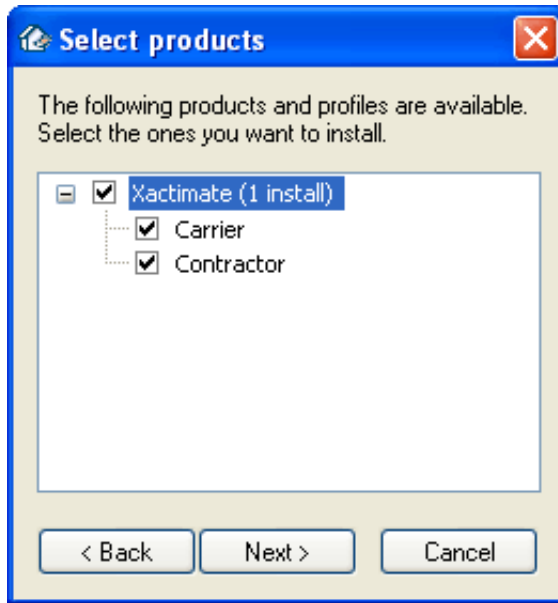 Select products
The following products and profiles are available.
Select the ones you want to install.
Xactimate (1 install)
Carrier
Contractor
< Back
Next >
Cancel